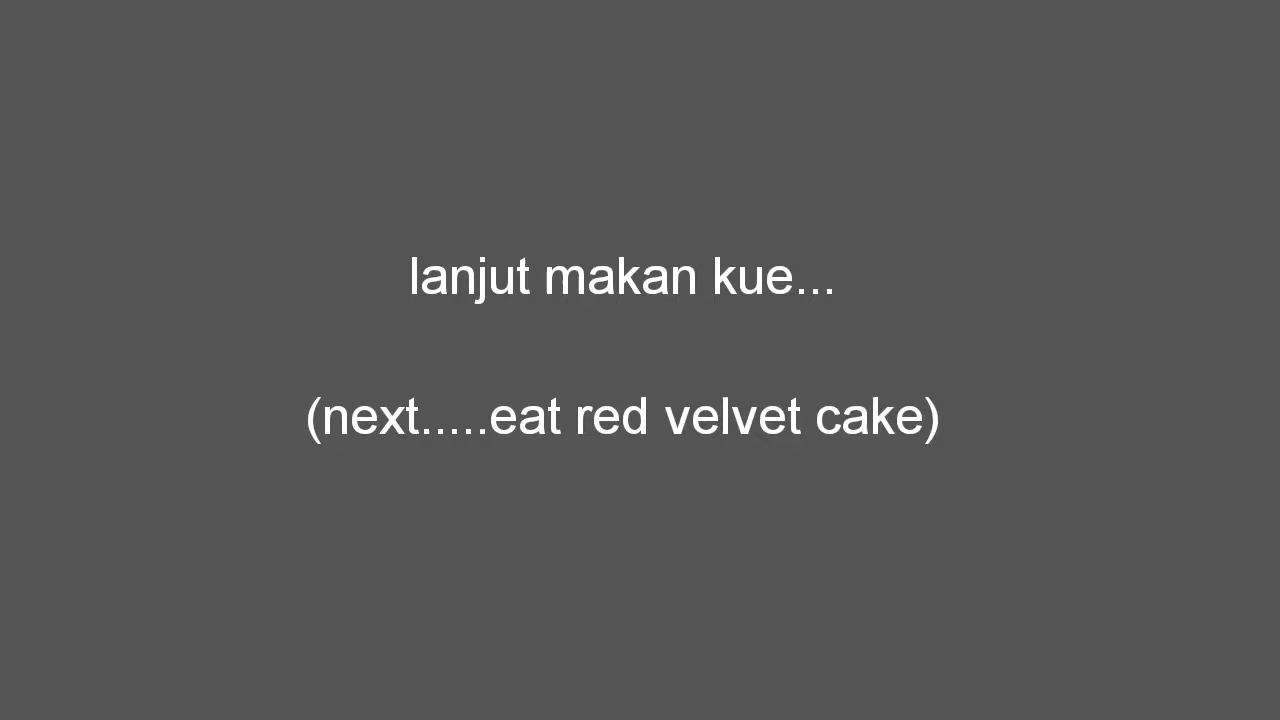 lanjut makan kue...
(next.....eat red velvet cake)